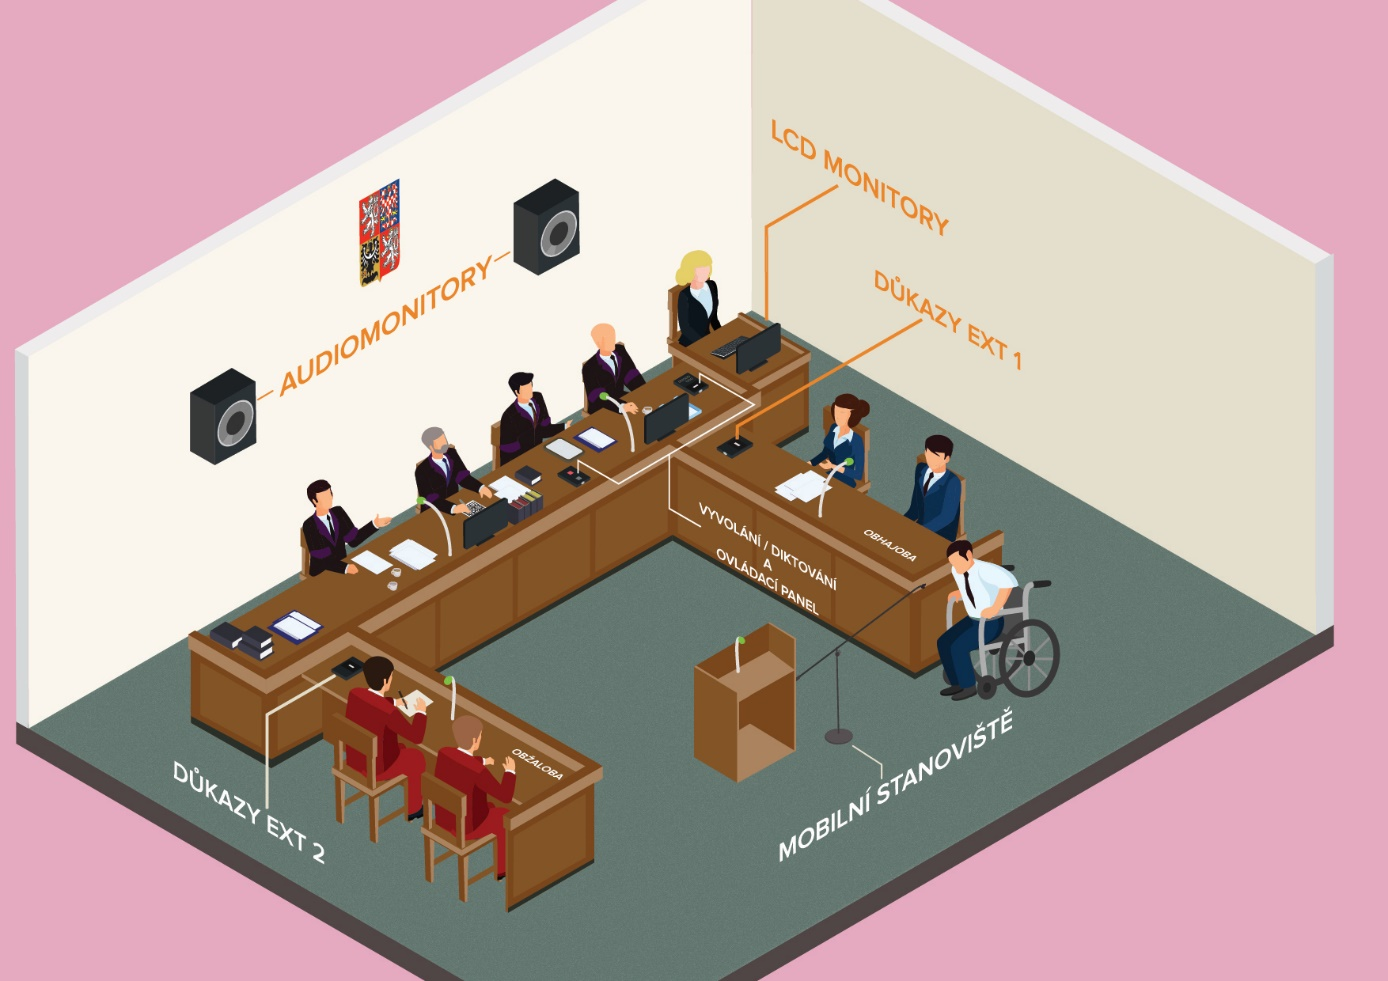 LCD MONITORY
DŮKAZY EXT 1
AUDIOMONITORY
VYVOLÁNÍ / DIKTOVÁNÍ
A
OVLÁDACÍ PANEL
OBHAJOBA
OBŽALOBA
DŮKAZY EXT 2
MOBILNÍ STANOVIŠTĚ